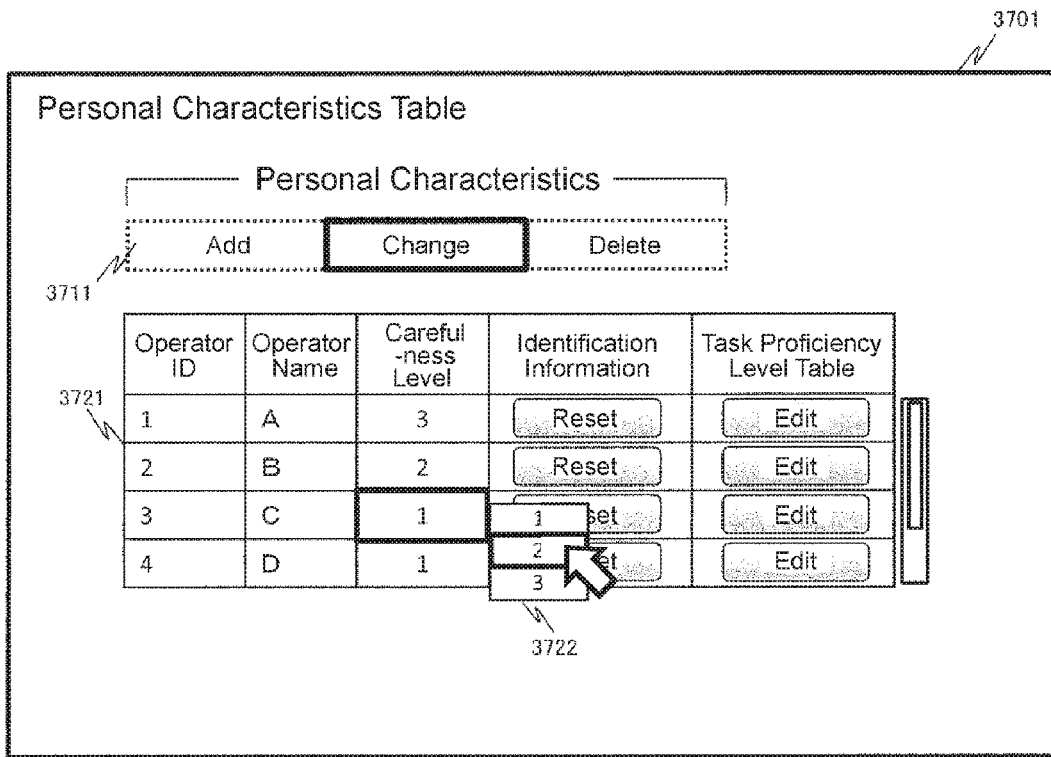 3701
Personal Characteristics Table
Personal Characteristics
Add Change Delete
3711
Operator ID Operator Name Careful-ness Level Identification Information Task Proficiency Level Table
3721
1 A 3 Reset Edit
2 B 2 Reset Edit
3 C 1 1 set Edit
4 D 1 2 et Edit
3
3722